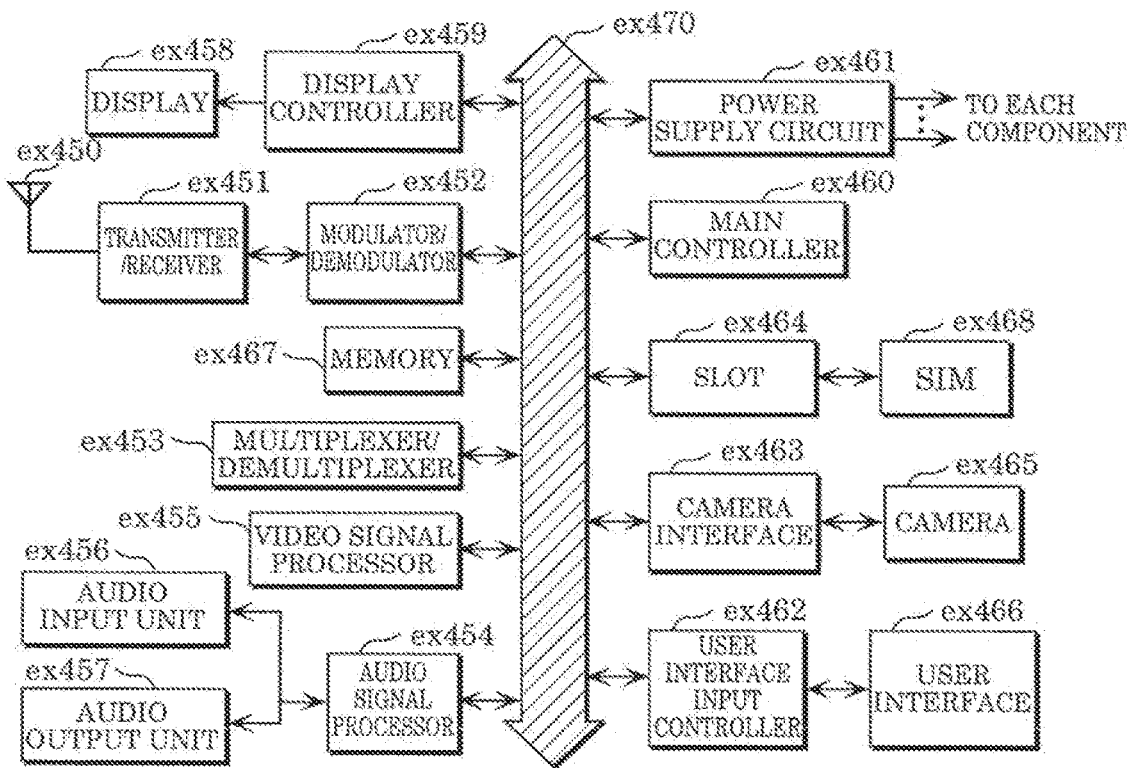 ex470
ex459
ex458
ex461
DISPLAY
DISPLAY
CONTROLLER
POWER
SUPPLY CIRCUIT
TO EACH
COMPONENT
ex450
ex451
ex452
ex460
TRANSMITTER
/RECEIVER
MODULATOR/
DEMODULATOR
MAIN
CONTROLLER
ex467
MEMORY
ex464
ex468
SLOT
SIM
ex453
MULTIPLEXER/
DEMULTIPLEXER
ex463
ex465
CAMERA
INTERFACE
CAMERA
ex455
VIDEO SIGNAL
PROCESSOR
ex456
AUDIO
INPUT UNIT
ex454
ex462
ex466
ex457
AUDIO
OUTPUT UNIT
AUDIO
SIGNAL
PROCESSOR
USER
INTERFACE
INPUT
CONTROLLER
USER
INTERFACE